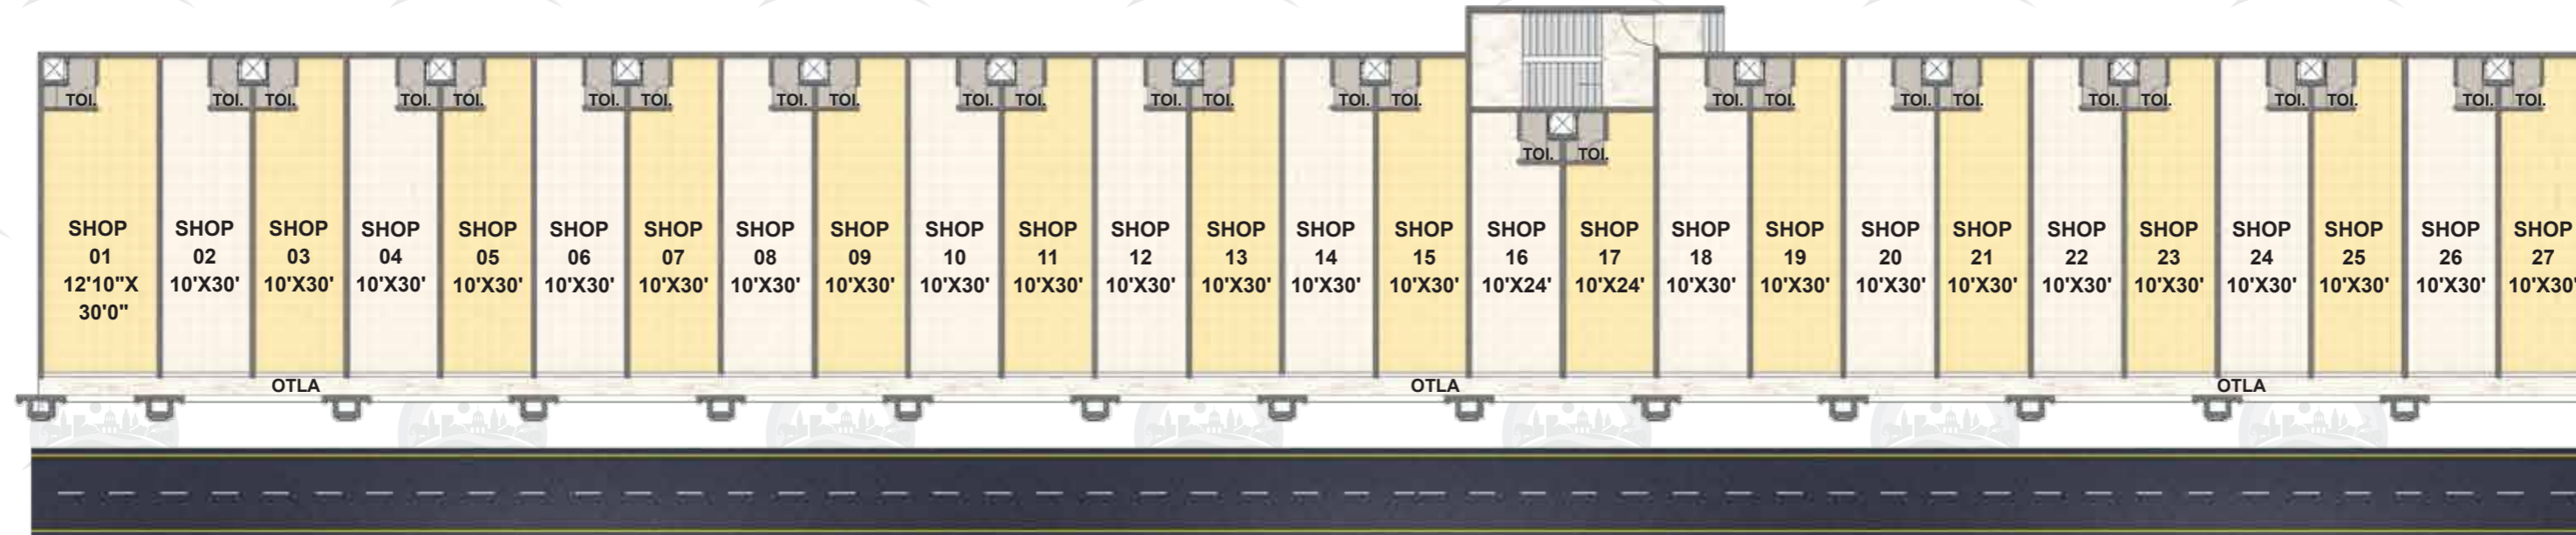 TOI.
TOI. TOI.
TOI. TOI.
TOI. TOI.
TOI. TOI.
TOI. TOI.
TOI. TOI.
TOI. TOI.
TOI. TOI.
TOI. TOI.
TOI. TOI.
TOI. TOI.
TOI. TOI.
TOI. TOI.
SHOP
01
12'10"X
30'0"
SHOP
02
10'X30'
SHOP
03
10'X30'
SHOP
04
10'X30'
SHOP
05
10'X30'
SHOP
06
10'X30'
SHOP
07
10'X30'
SHOP
08
10'X30'
SHOP
09
10'X30'
SHOP
10
10'X30'
SHOP
11
10'X30'
SHOP
12
10'X30'
SHOP
13
10'X30'
SHOP
14
10'X30'
SHOP
15
10'X30'
SHOP
16
10'X24'
SHOP
17
10'X24'
SHOP
18
10'X30'
SHOP
19
10'X30'
SHOP
20
10'X30'
SHOP
21
10'X30'
SHOP
22
10'X30'
SHOP
23
10'X30'
SHOP
24
10'X30'
SHOP
25
10'X30'
SHOP
26
10'X30'
SHOP
27
10'X30'
OTLA
OTLA
OTLA